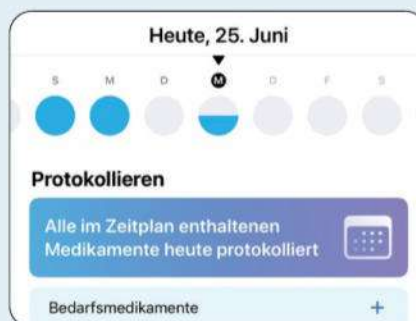 Heute, 25. Juni
S M D M D F S
Protokollieren
Alle im Zeitplan enthaltenen
Medikamente heute protokolliert
Bedarfsmedikamente +